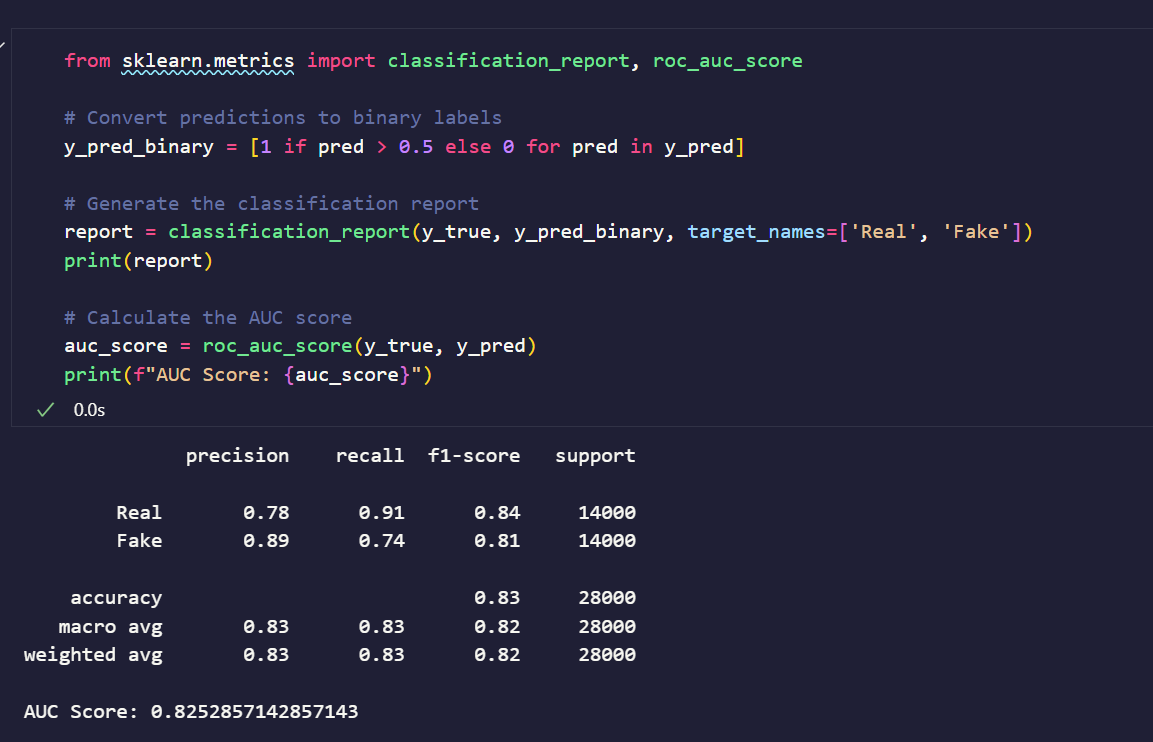 from sklearn.metrics import classification_report, roc_auc_score
# Convert predictions to binary labels
y_pred_binary = [1 if pred > 0.5 else 0 for pred in y_pred]
# Generate the classification report
report = classification_report(y_true, y_pred_binary, target_names=['Real', 'Fake'])
print(report)
# Calculate the AUC score
auc_score = roc_auc_score(y_true, y_pred)
print(f"AUC Score: {auc_score}")
0.0s
precision recall f1-score support
Real 0.78 0.91 0.84 14000
Fake 0.89 0.74 0.81 14000
accuracy 0.83 28000
macro avg 0.83 0.83 0.82 28000
weighted avg 0.83 0.83 0.82 28000
AUC Score: 0.8252857142857143